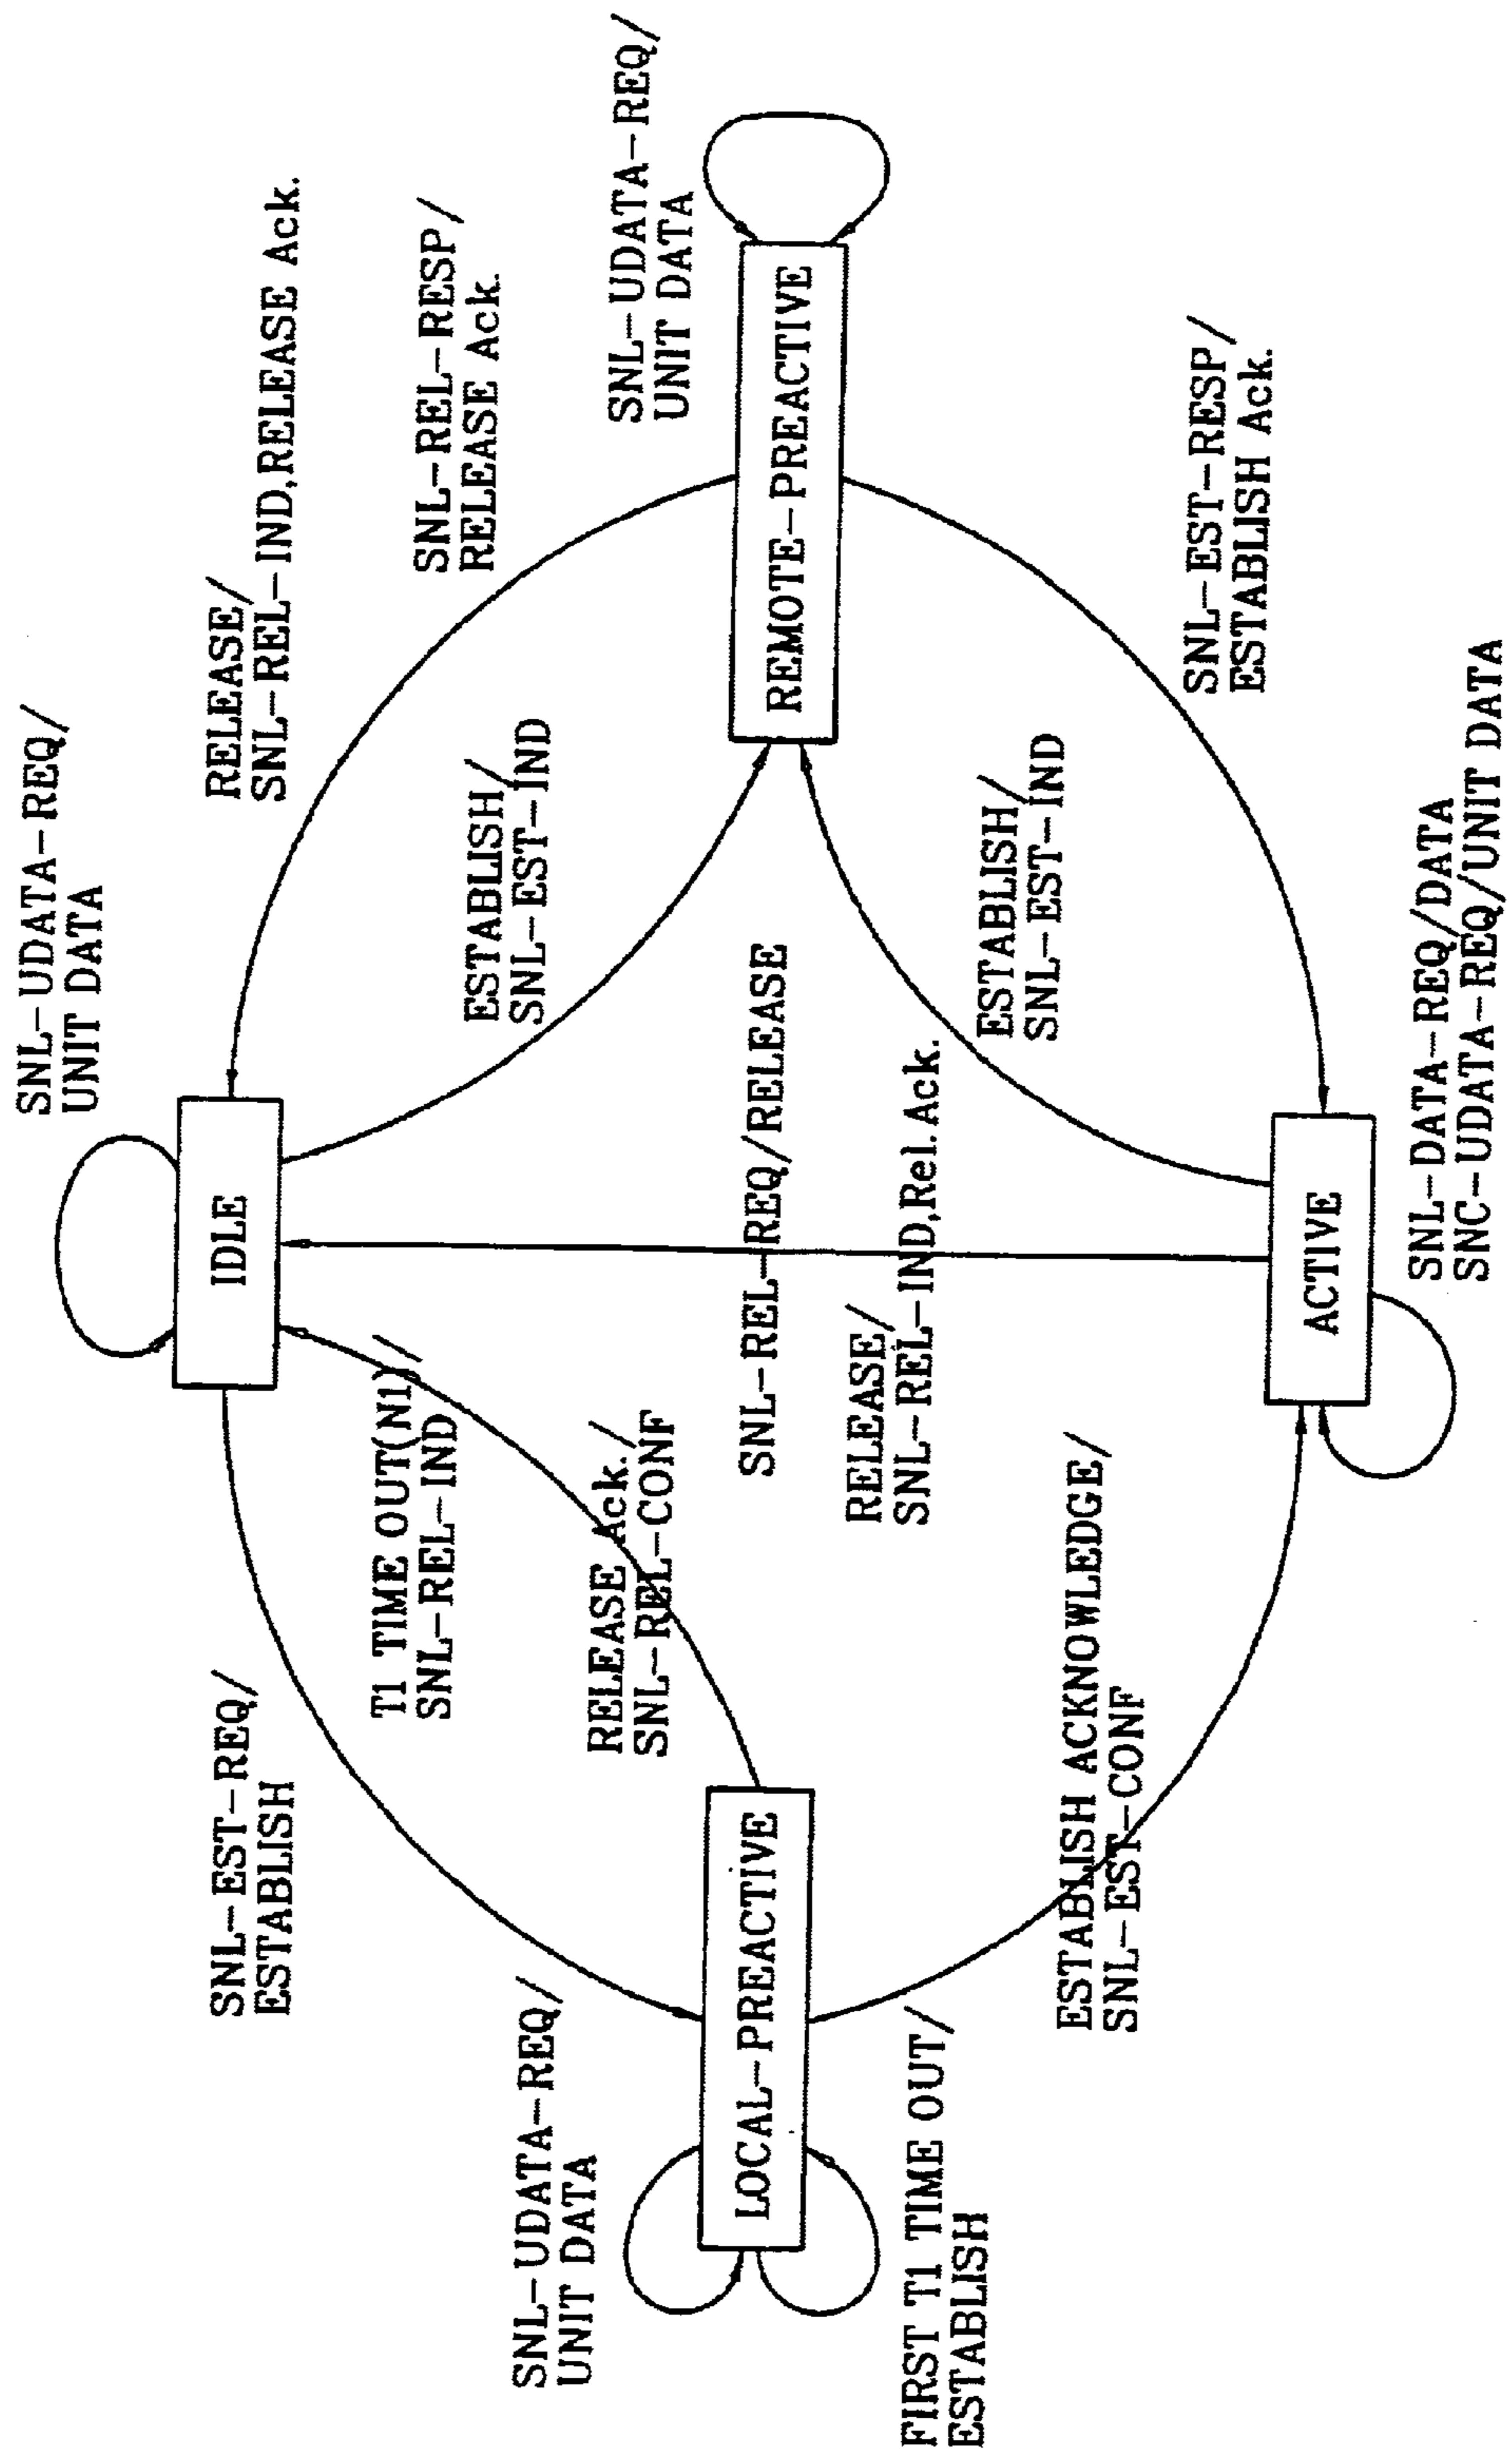 SNL-UDATA-REQ/
UNIT DATA
RELEASE/
SNL-REL-IND,RELEASE Ack.
SNL-EST-REQ/
ESTABLISH
IDLE
SNL-REL-RESP/
RELEASE Ack.
T1 TIME OUT(N1)/
SNL-REL-IND
ESTABLISH/
SNL-EST-IND
SNL-UDATA-REQ/
UNIT DATA
SNL-UDATA-REQ/
UNIT DATA
RELEASE Ack./
SNL-REL-CONF
LOCAL-PREACTIVE
SNL-REL-REQ/RELEASE
REMOTE-PREACTIVE
RELEASE/
SNL-REL-IND,Rel.Ack.
FIRST T1 TIME OUT/
ESTABLISH
ESTABLISH/
SNL-EST-IND
ESTABLISH ACKNOWLEDGE/
SNL-EST-CONF
SNL-EST-RESP/
ESTABLISH Ack.
ACTIVE
SNL-DATA-REQ/DATA
SNC-UDATA-REQ/UNIT DATA